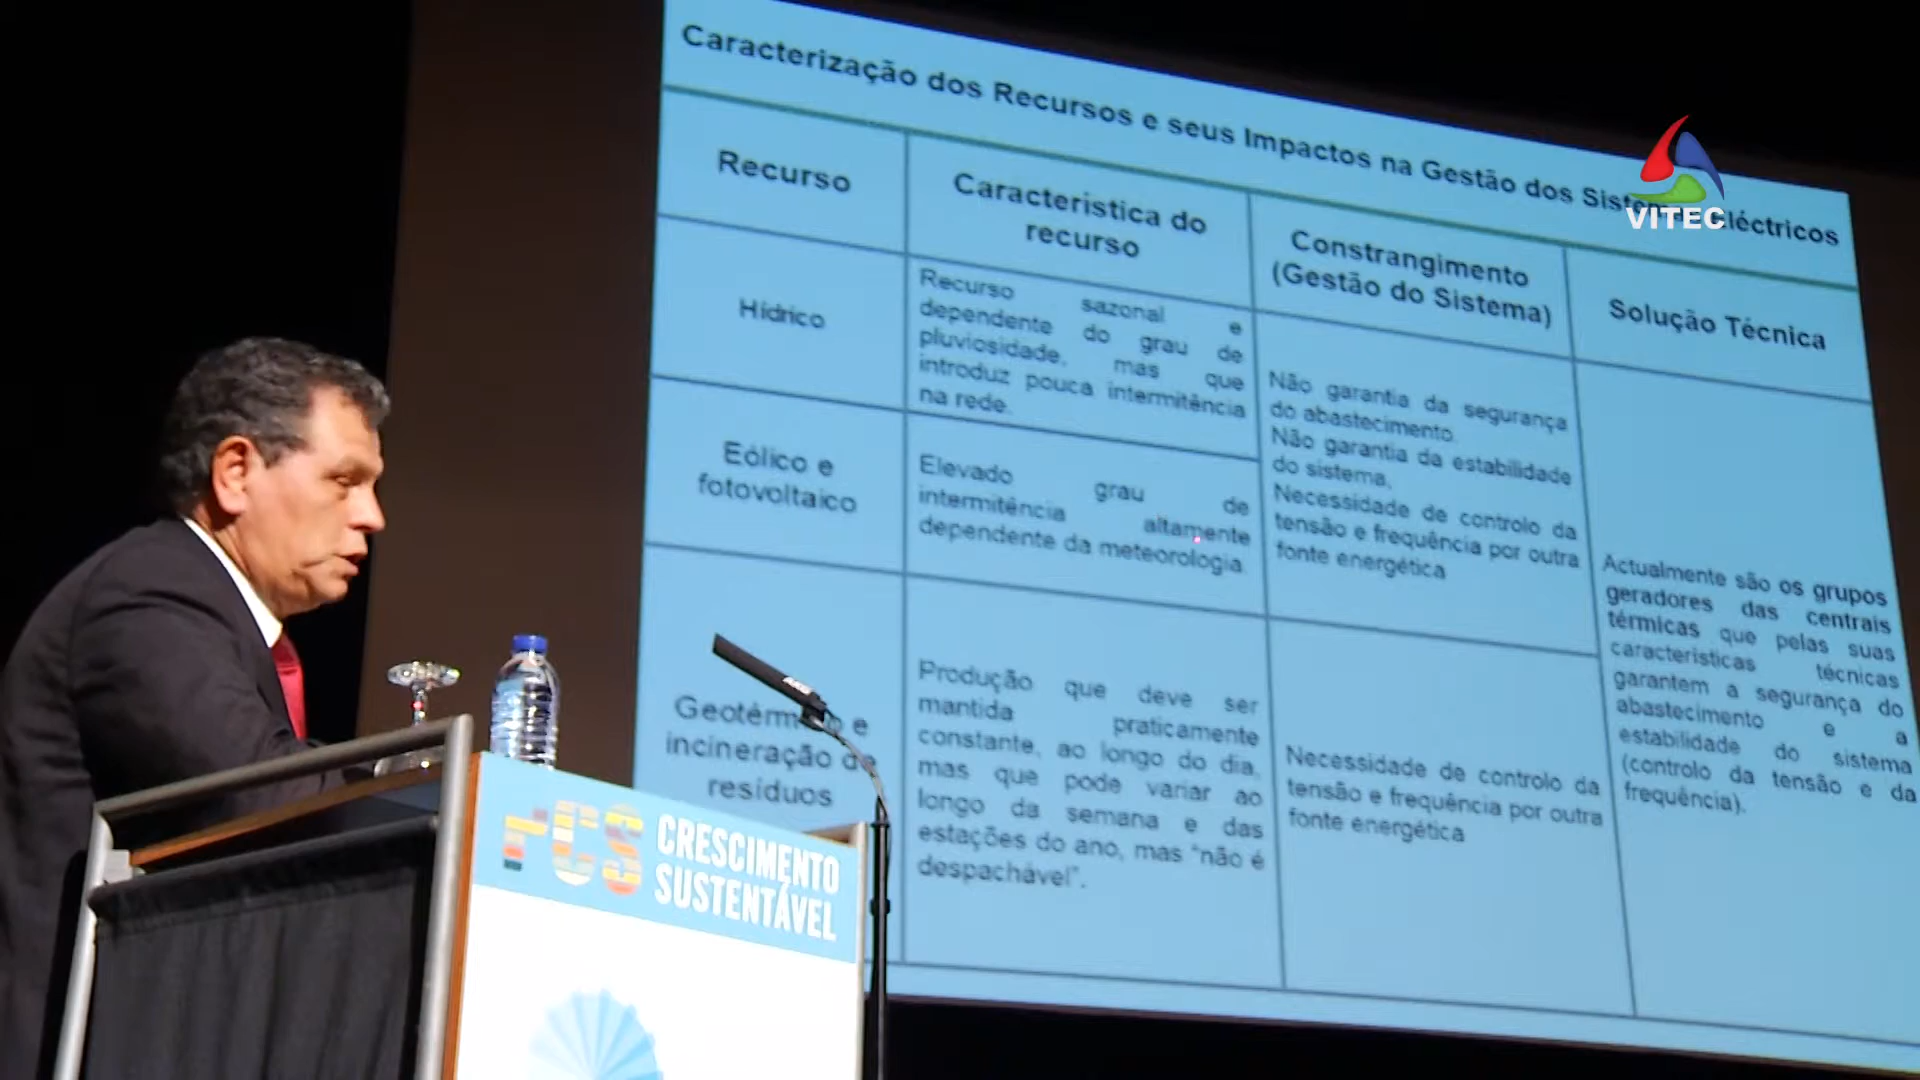 Caracterização dos Recursos e seus Impactos na Gestão dos Sistemas Eléctricos
VITEC
Recurso
Caracteristica do
recurso
Constrangimento
(Gestão do Sistema)
Solução Técnica
Hídrico
Recurso sazonal e
dependente do grau de
pluviosidade, mas que
introduz pouca intermitência
na rede.
Não garantia da segurança
do abastecimento.
Não garantia da estabilidade
do sistema,
Necessidade de controlo da
tensão e frequência por outra
fonte energética
Eólico e
fotovoltaico
Elevado grau de
intermitência altamente
dependente da meteorologia.
Actualmente são os grupos
geradores das centrais
térmicas que pelas suas
características técnicas
garantem a segurança do
abastecimento e a
estabilidade do sistema
(controlo da tensão e da
frequência).
Geotérmico e
incineração de
resíduos
Produção que deve ser
mantida praticamente
constante, ao longo do dia,
mas que pode variar ao
longo da semana e das
estações do ano, mas "não é
despachável".
Necessidade de controlo da
tensão e frequência por outra
fonte energética
CRESCIMENTO
SUSTENTÁVEL